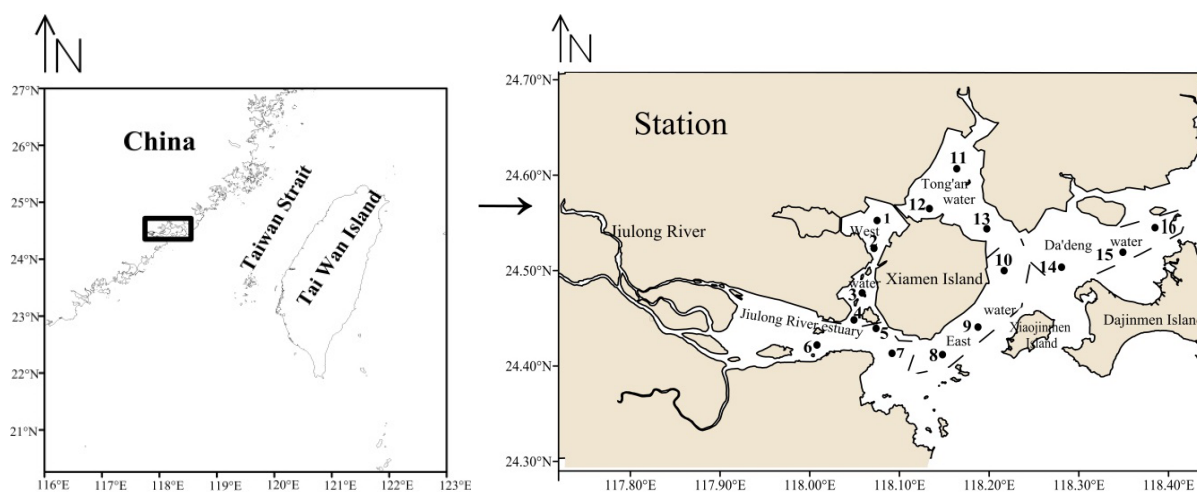 N
N
27°N
26°N
25°N
24°N
23°N
22°N
21°N
116°E
117°E
118°E
119°E
120°E
121°E
122°E
123°E
China
Taiwan Strait
Tai Wan Island
24.70°N
24.60°N
24.50°N
24.40°N
24.30°N
117.80°E
117.90°E
118.00°E
118.10°E
118.20°E
118.30°E
118.40°E
Station
11
Tong'an
water
12
1
West
2
13
16
Da'deng
water
15
Jiulong River
10
14
Xiamen Island
water
3
4
Jiulong River estuary
5
water
9
Xiaojinmen
Island
Dajinmen Island
6
7
East
8